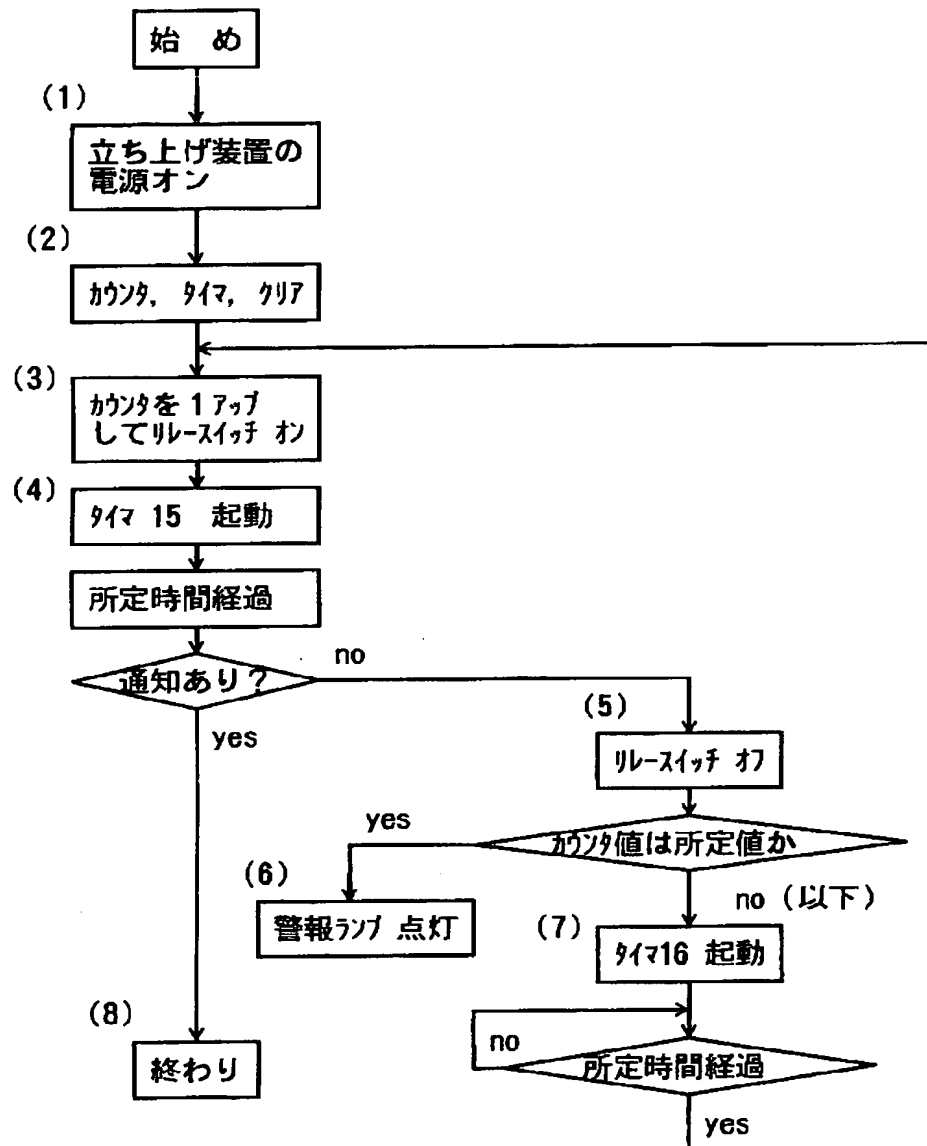 始 め
(1)
立ち上げ装置の
電源オン
(2)
ｶｳﾝﾀ, ﾀｲﾏ, ｸﾘｱ
(3)
ｶｳﾝﾀを 1 ｱｯﾌﾟ
してﾘﾚｰｽｲｯﾁ ｵﾝ
(4)
ﾀｲﾏ 15 起動
所定時間経過
通知あり?
no
yes
(5)
ﾘﾚｰｽｲｯﾁ ｵﾌ
ｶｳﾝﾀ値は所定値か
yes
(6)
警報ﾗﾝﾌﾟ 点灯
no (以下)
(7)
ﾀｲﾏ16 起動
no
所定時間経過
yes
(8)
終わり